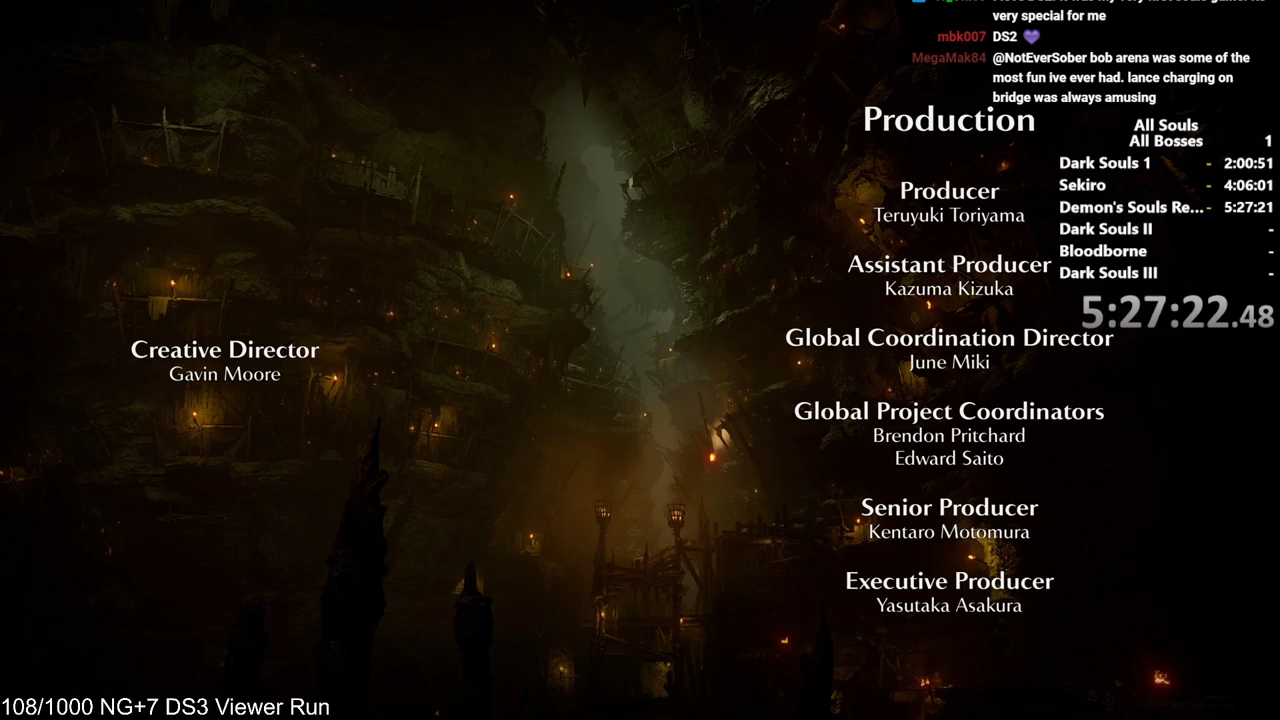 very special for me
mbk007 DS2 💜
MegaMak84 @NotEverSober bob arena was some of the
most fun ive ever had. lance charging on
bridge was always amusing
Production
All Souls
All Bosses 1
Dark Souls 1 - 2:00:51
Sekiro - 4:06:01
Demon's Souls Re... - 5:27:21
Dark Souls II -
Bloodborne -
Dark Souls III -
5:27:22.48
Producer
Teruyuki Toriyama
Assistant Producer
Kazuma Kizuka
Global Coordination Director
June Miki
Creative Director
Gavin Moore
Global Project Coordinators
Brendon Pritchard
Edward Saito
Senior Producer
Kentaro Motomura
Executive Producer
Yasutaka Asakura
108/1000 NG+7 DS3 Viewer Run